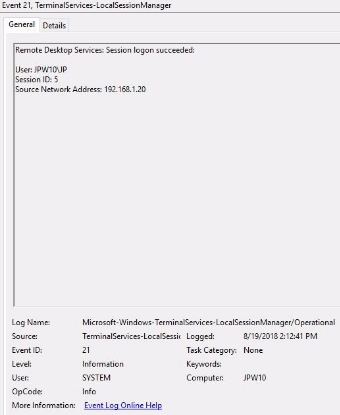 Event 21, TerminalServices-LocalSessionManager
General Details
Remote Desktop Services: Session logon succeeded:
User: JPW10\JP
Session ID: 5
Source Network Address: 192.168.1.20
Log Name: Microsoft-Windows-TerminalServices-LocalSessionManager/Operational
Source: TerminalServices-LocalSessi Logged: 8/19/2018 2:12:41 PM
Event ID: 21 Task Category: None
Level: Information Keywords:
User: SYSTEM Computer: JPW10
OpCode: Info
More Information: Event Log Online Help